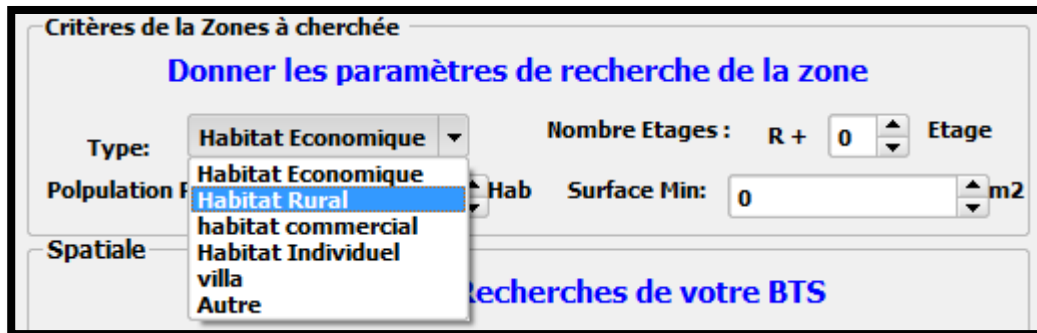 Critères de la Zones à cherchée
Donner les paramètres de recherche de la zone
Type: Habitat Economique Nombre Etages : R + 0 Etage
Habitat Economique
Polpulation Hab Surface Min: 0 m2
Habitat Rural
habitat commercial
Habitat Individuel
villa
Autre
Spatiale
Recherches de votre BTS